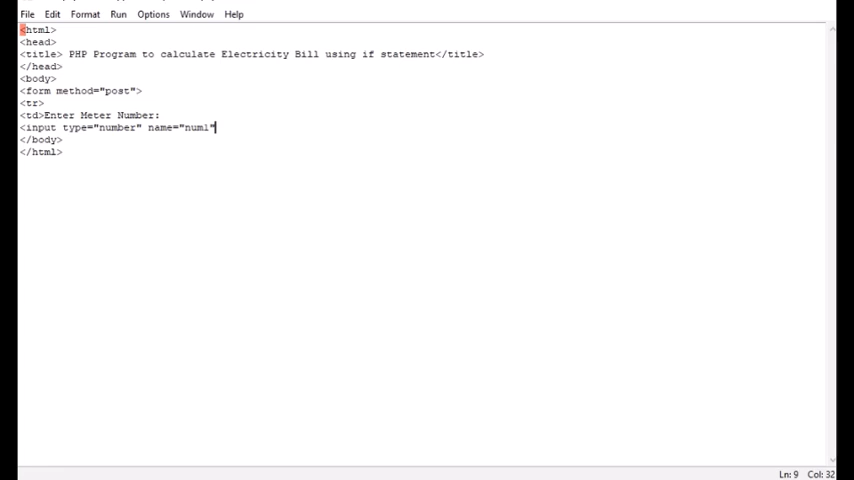 File Edit Format Run Options Window Help
<html>
<head>
<title> PHP Program to calculate Electricity Bill using if statement</title>
</head>
<body>
<form method="post">
<tr>
<td>Enter Meter Number:
<input type="number" name="num1"
</body>
</html>
Ln: 9 Col: 32